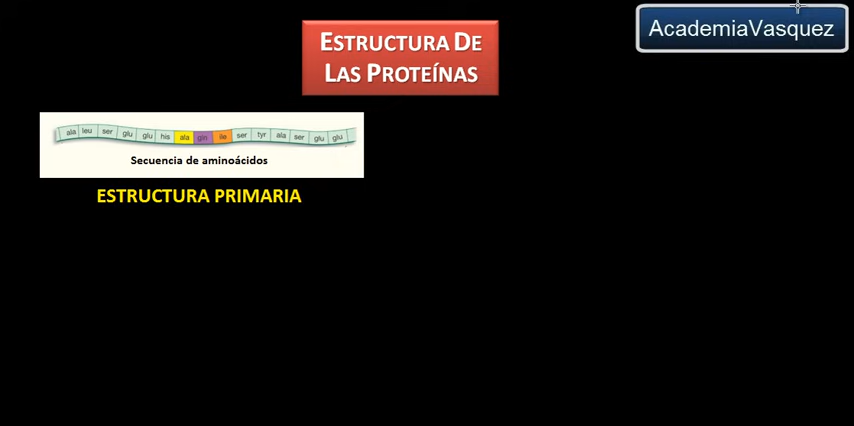 AcademiaVasquez
ESTRUCTURA DE
LAS PROTEÍNAS
ala leu ser glu glu his ala gln ile ser tyr ala ser glu glu
Secuencia de aminoácidos
ESTRUCTURA PRIMARIA